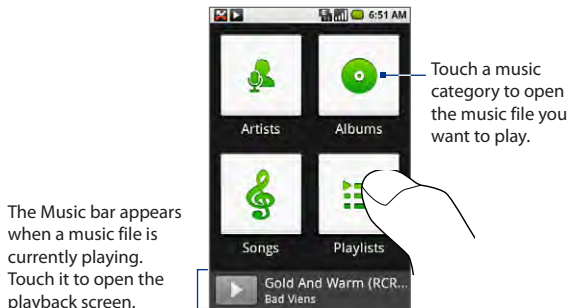 6:51 AM
Artists
Albums
Touch a music
category to open
the music file you
want to play.
Songs
Playlists
The Music bar appears
when a music file is
currently playing.
Touch it to open the
playback screen.
Gold And Warm (RCR...
Bad Viens